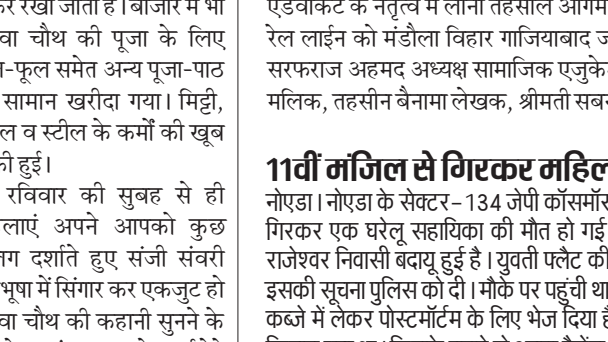 वा चौथ की पूजा के लिए
-फूल समेत अन्य पूजा-पाठ
सामान खरीदा गया। मिट्टी,
ल व स्टील के कर्मों की खूब
की हुई।
रविवार की सुबह से ही
लाएं अपने आपको कुछ
ग दर्शाते हुए संजी संवरी
भूषा में सिंगार कर एकजुट हो
वा चौथ की कहानी सुनने के
एडवोकेट के नेतृत्व में लोनी तहसील आगम
रेल लाईन को मंडौला विहार गाजियाबाद ज
सरफराज अहमद अध्यक्ष सामाजिक एजुके
मलिक, तहसीन बैनामा लेखक, श्रीमती सब
11वीं मंजिल से गिरकर महिल
नोएडा। नोएडा के सेक्टर–134 जेपी कॉसमॉस
गिरकर एक घरेलू सहायिका की मौत हो गई
राजेश्वर निवासी बदायू हुई है। युवती फ्लैट की
इसकी सूचना पुलिस को दी। मौके पर पहुंची था
कब्जे में लेकर पोस्टमॉर्टम के लिए भेज दिया है